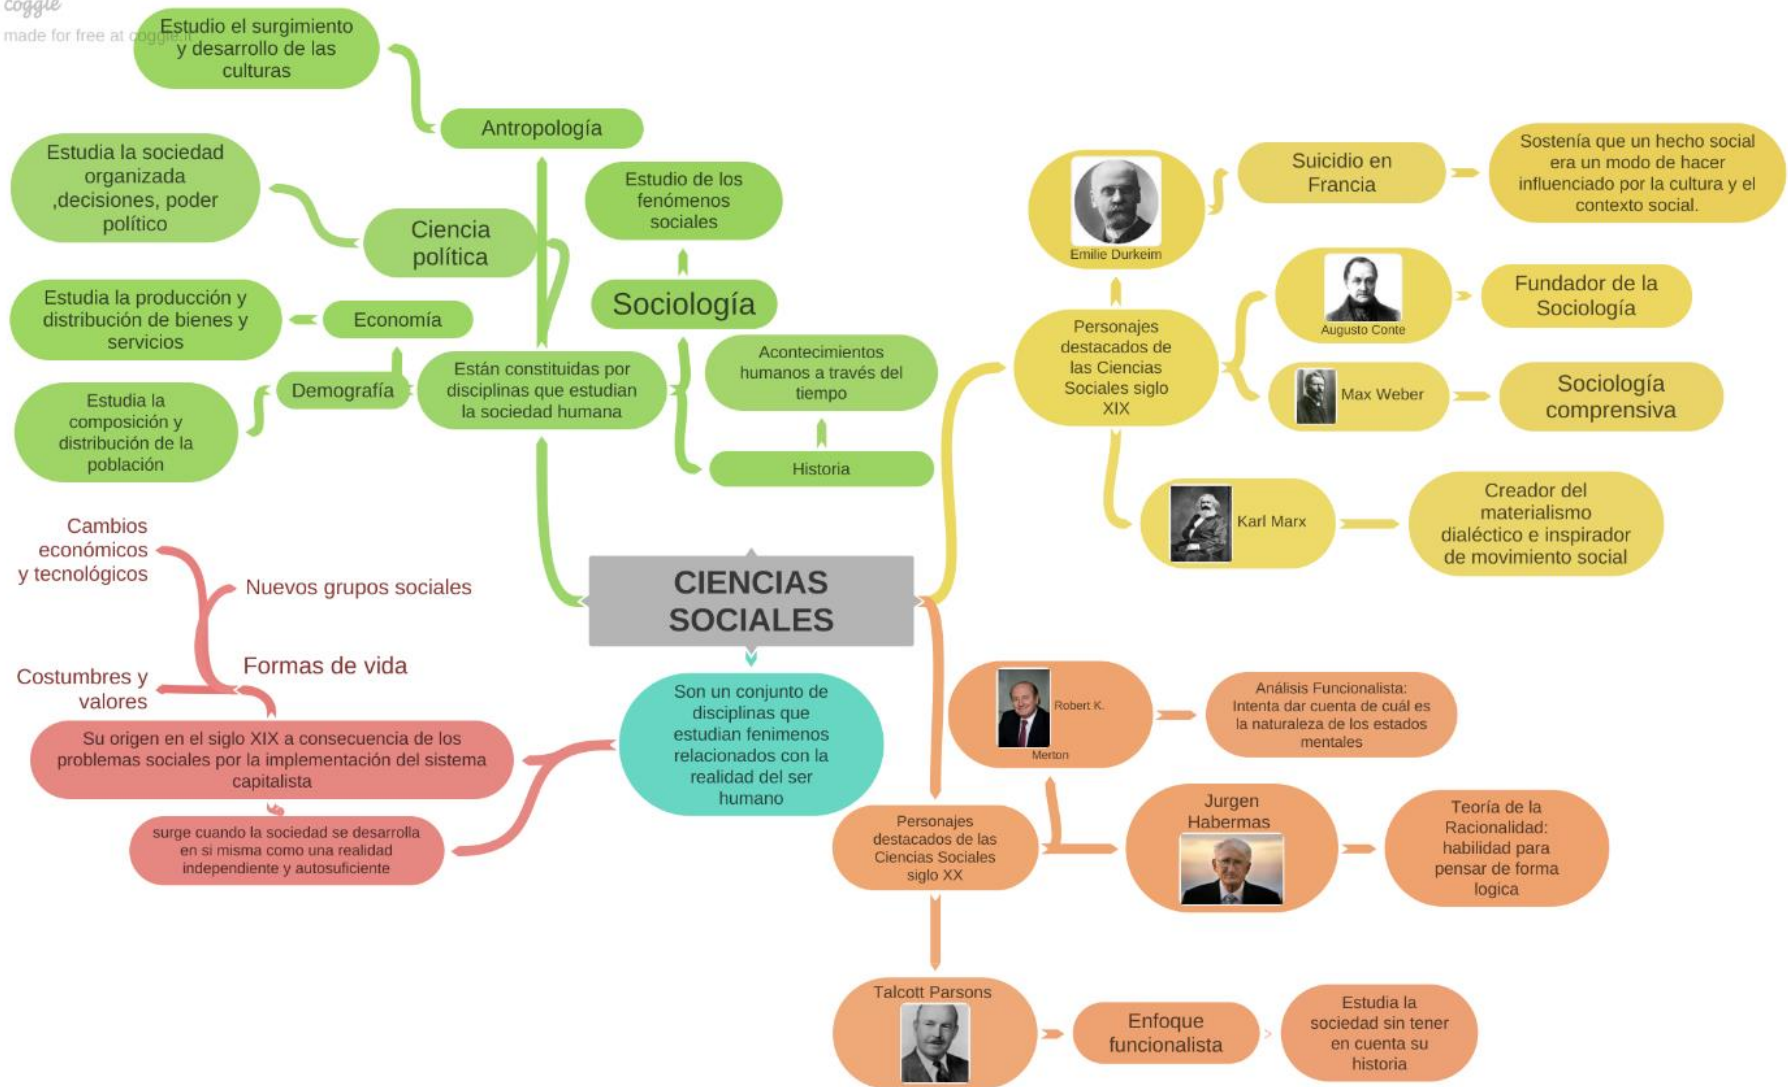 coggle
made for free at coggle.it
Estudio el surgimiento
y desarrollo de las
culturas
Antropología
Estudia la sociedad
organizada
,decisiones, poder
político
Ciencia
política
Estudio de los
fenómenos
sociales
Sociología
Estudia la producción y
distribución de bienes y
servicios
Economía
Demografía
Estudia la
composición y
distribución de la
población
Están constituidas por
disciplinas que estudian
la sociedad humana
Acontecimientos
humanos a través del
tiempo
Historia
Emilie Durkeim
Suicidio en
Francia
Sostenía que un hecho social
era un modo de hacer
influenciado por la cultura y el
contexto social.
Personajes
destacados de
las Ciencias
Sociales siglo
XIX
Augusto Conte
Fundador de la
Sociología
Max Weber
Sociología
comprensiva
Karl Marx
Creador del
materialismo
dialéctico e inspirador
de movimiento social
CIENCIAS
SOCIALES
Cambios
económicos
y tecnológicos
Nuevos grupos sociales
Formas de vida
Costumbres y
valores
Su origen en el siglo XIX a consecuencia de los
problemas sociales por la implementación del sistema
capitalista
surge cuando la sociedad se desarrolla
en si misma como una realidad
independiente y autosuficiente
Son un conjunto de
disciplinas que
estudian fenimenos
relacionados con la
realidad del ser
humano
Robert K.
Merton
Análisis Funcionalista:
Intenta dar cuenta de cuál es
la naturaleza de los estados
mentales
Personajes
destacados de las
Ciencias Sociales
siglo XX
Jurgen
Habermas
Teoría de la
Racionalidad:
habilidad para
pensar de forma
logica
Talcott Parsons
Enfoque
funcionalista
Estudia la
sociedad sin tener
en cuenta su
historia